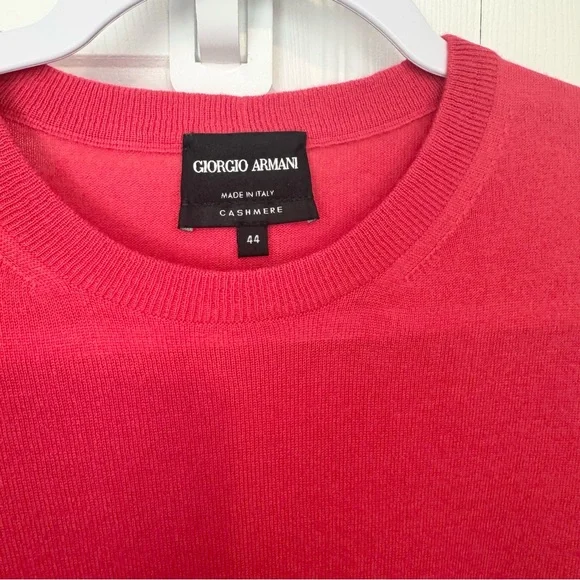 GIORGIO ARMANI
MADE IN ITALY
CASHMERE
44